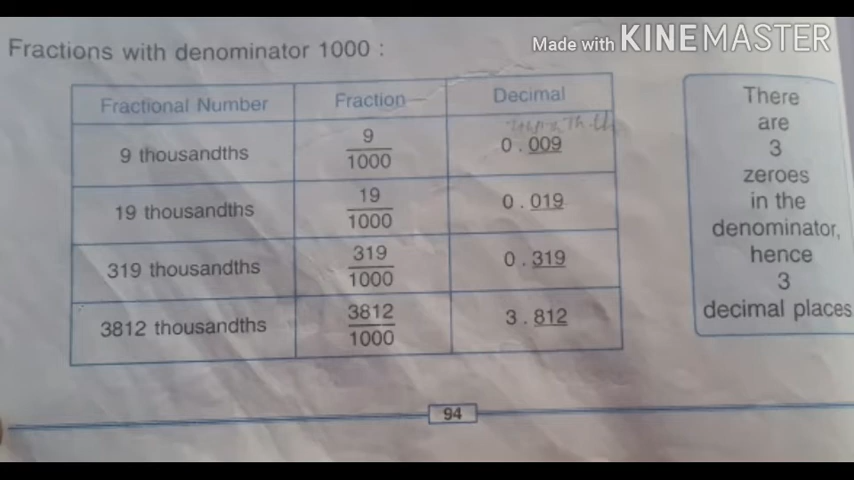 Fractions with denominator 1000 :
Made with KINEMASTER
Fractional Number Fraction Decimal
9 thousandths 9/1000 0.009
19 thousandths 19/1000 0.019
319 thousandths 319/1000 0.319
3812 thousandths 3812/1000 3.812
There
are
3
zeroes
in the
denominator,
hence
3
decimal places
94